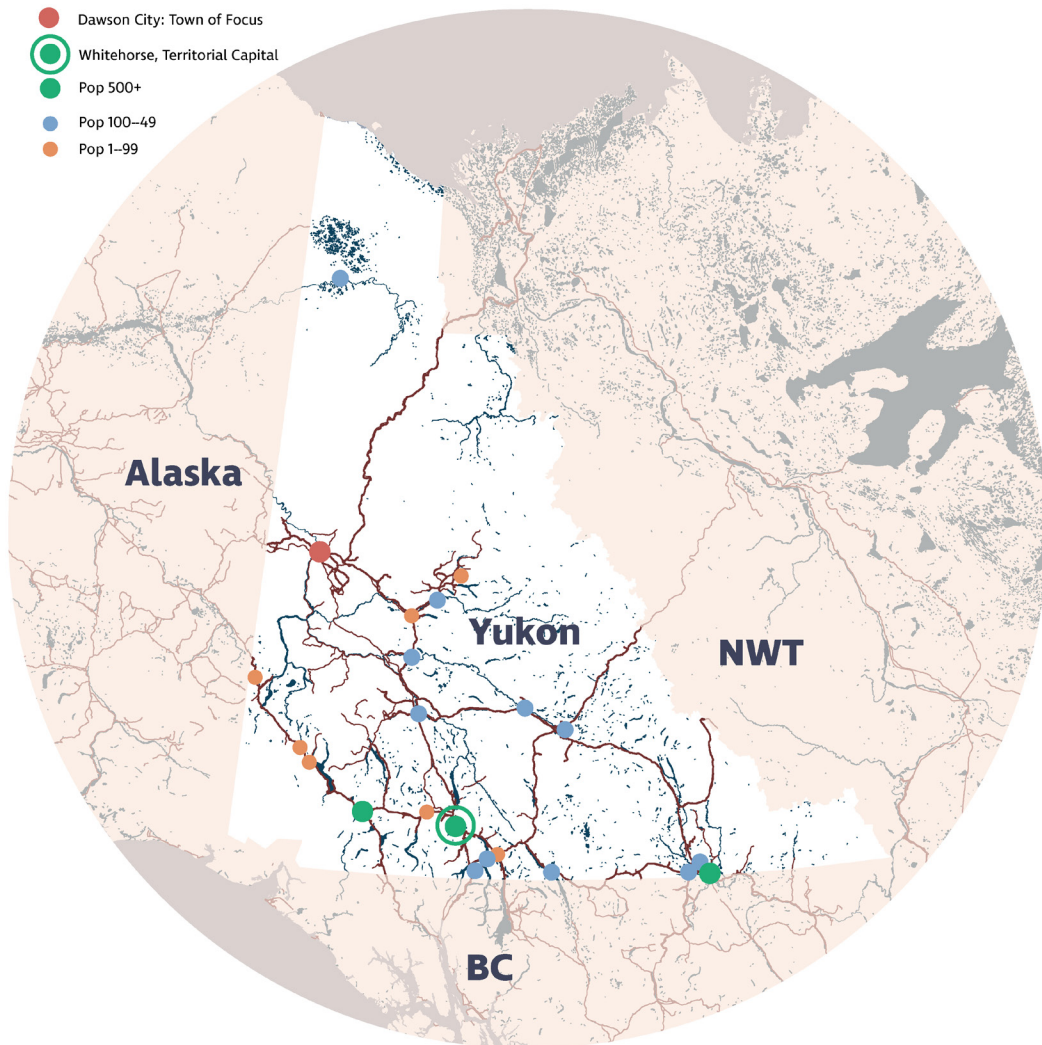 Dawson City: Town of Focus
Whitehorse, Territorial Capital
Pop 500+
Pop 100--49
Pop 1--99
Alaska
Yukon
NWT
BC